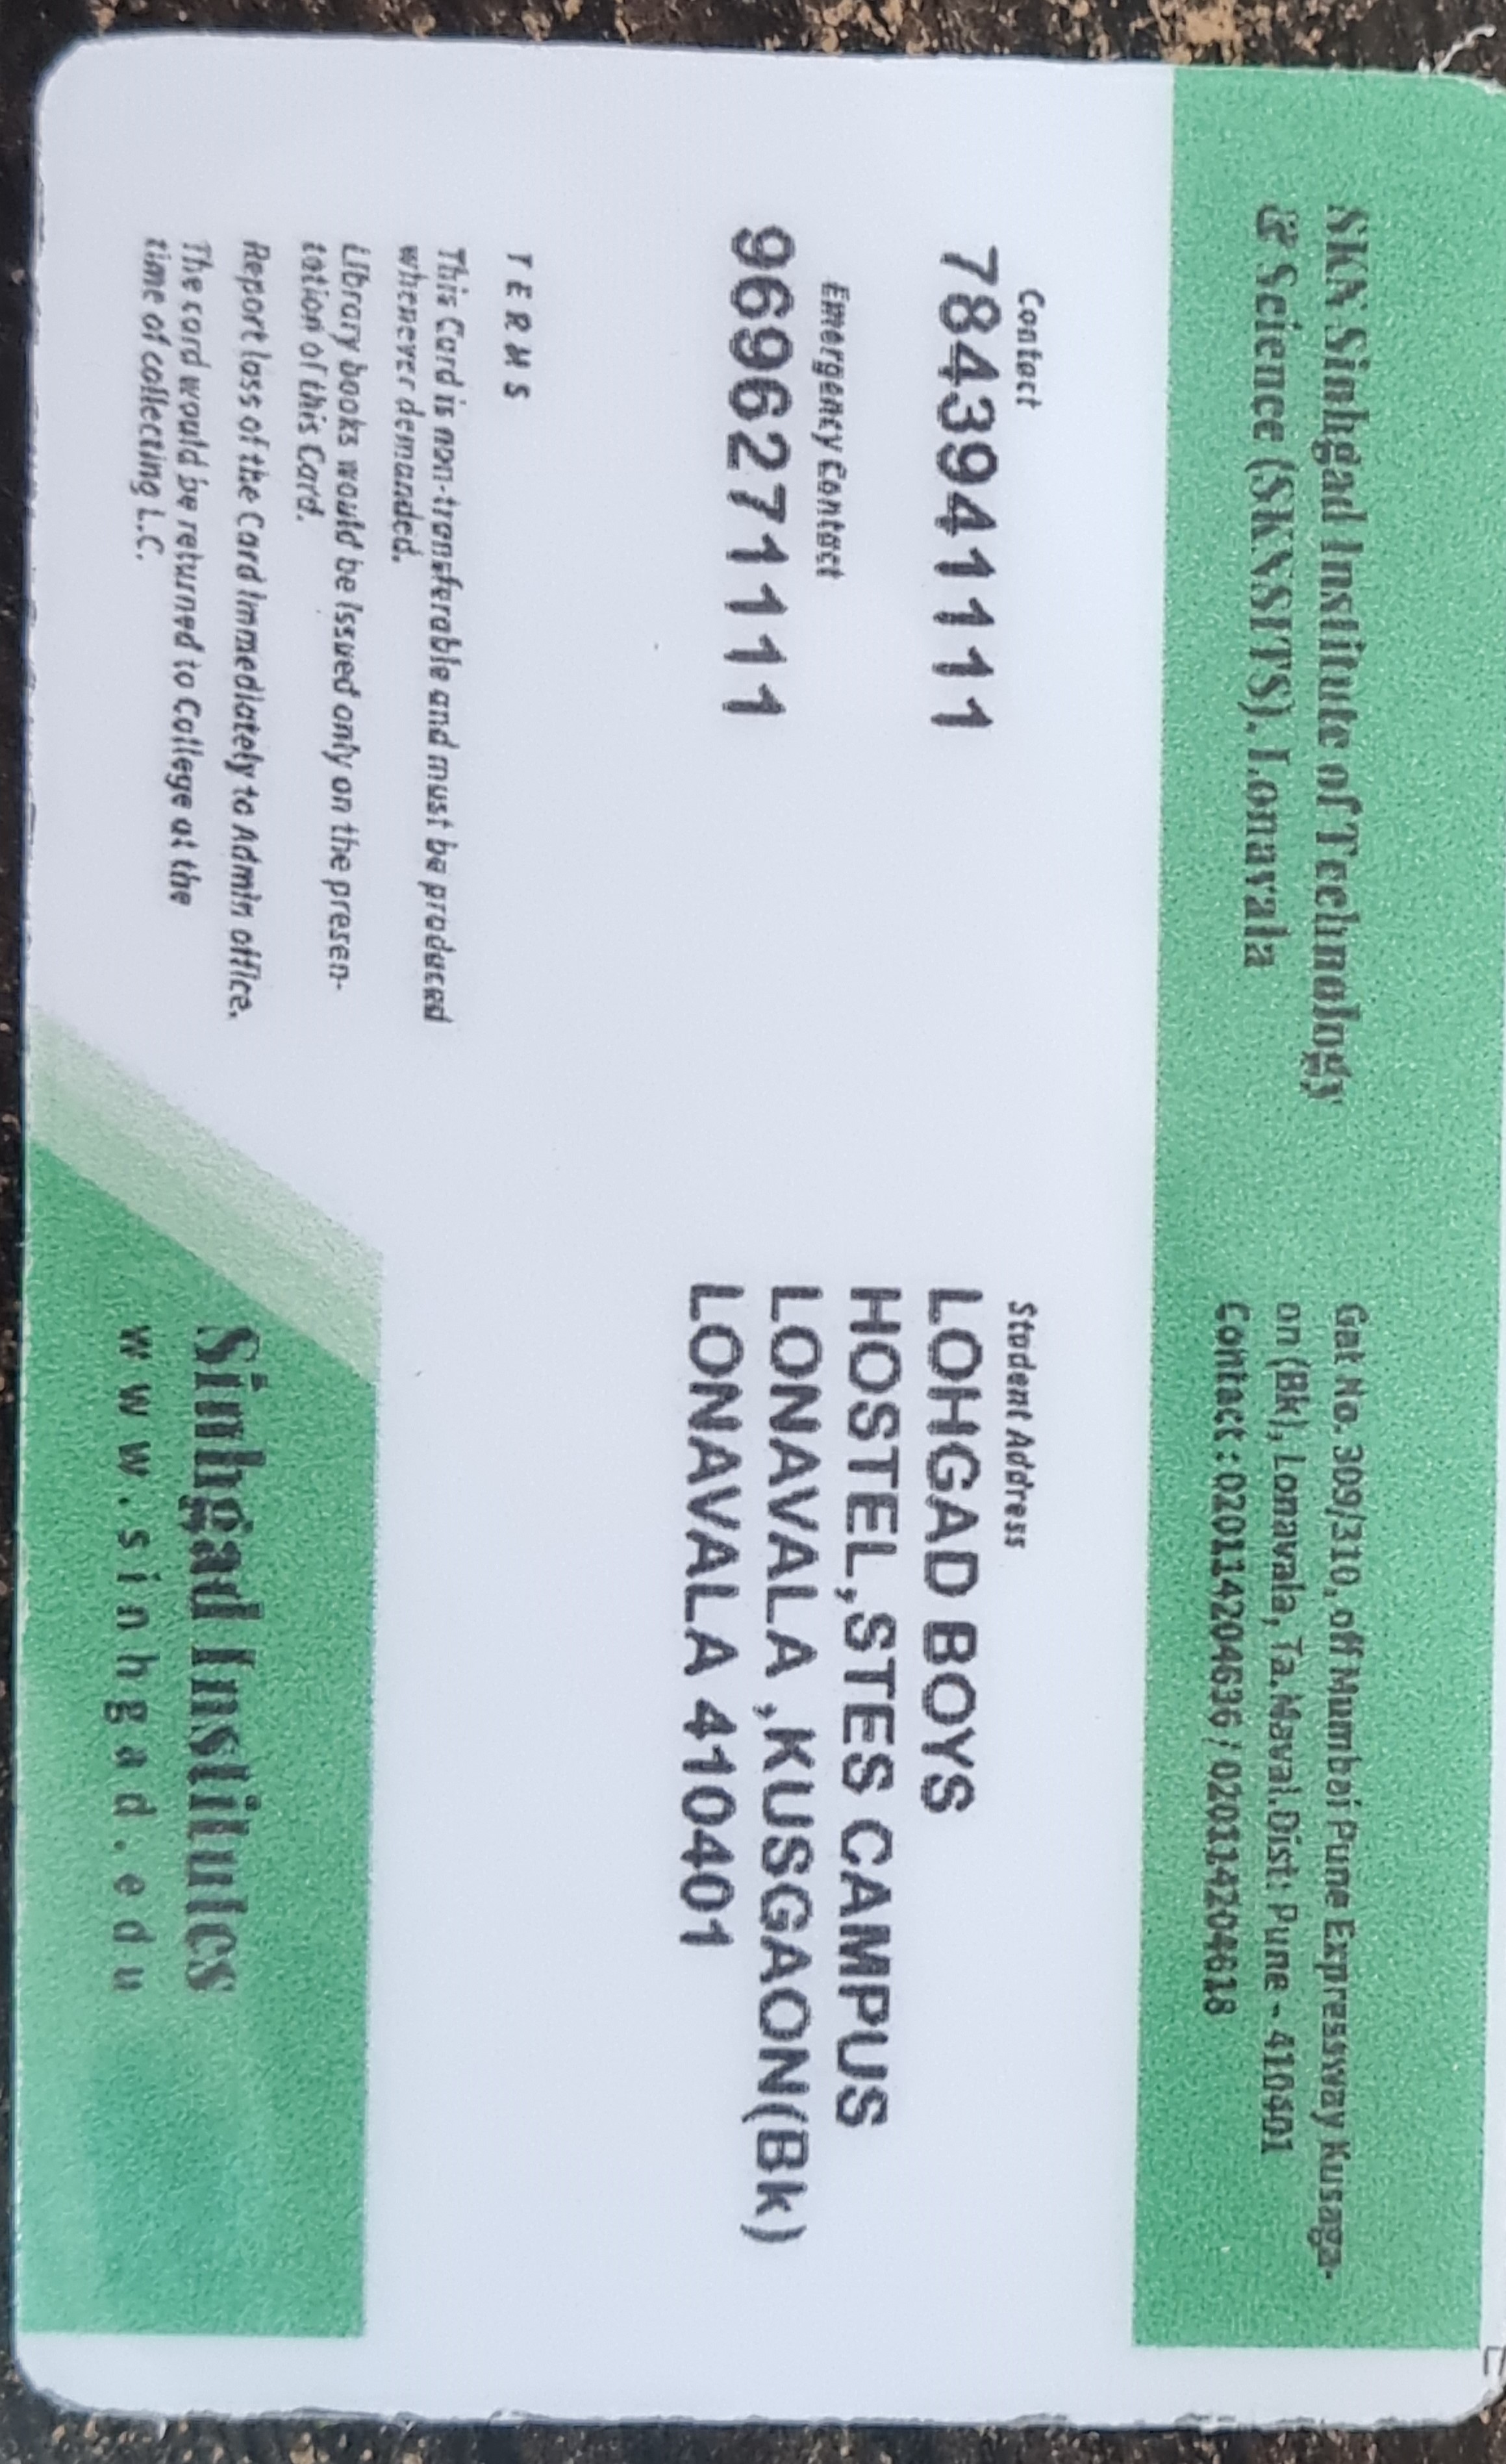 SKN Sinhgad Institute of Technology
& Science (SKNSITS), Lonavala
Gat No. 309/310, off Mumbai Pune Expressway Kusaga-
on (Bk), Lonavala, Ta.Maval.Dist: Pune - 410401
Contact : 020114204636 / 020114204618
Contact
7843941111
Emergency Contact
9696271111
Student Address
LOHGAD BOYS
HOSTEL,STES CAMPUS
LONAVALA ,KUSGAON(Bk)
LONAVALA 410401
TERMS
This Card is non-transferable and must be produced
whenever demanded.
Library books would be issued only on the presen-
tation of this Card.
Report loss of the Card immediately to Admin office.
The card would be returned to College at the
time of collecting L.C.
Sinhgad Institutes
www.sinhgad.edu